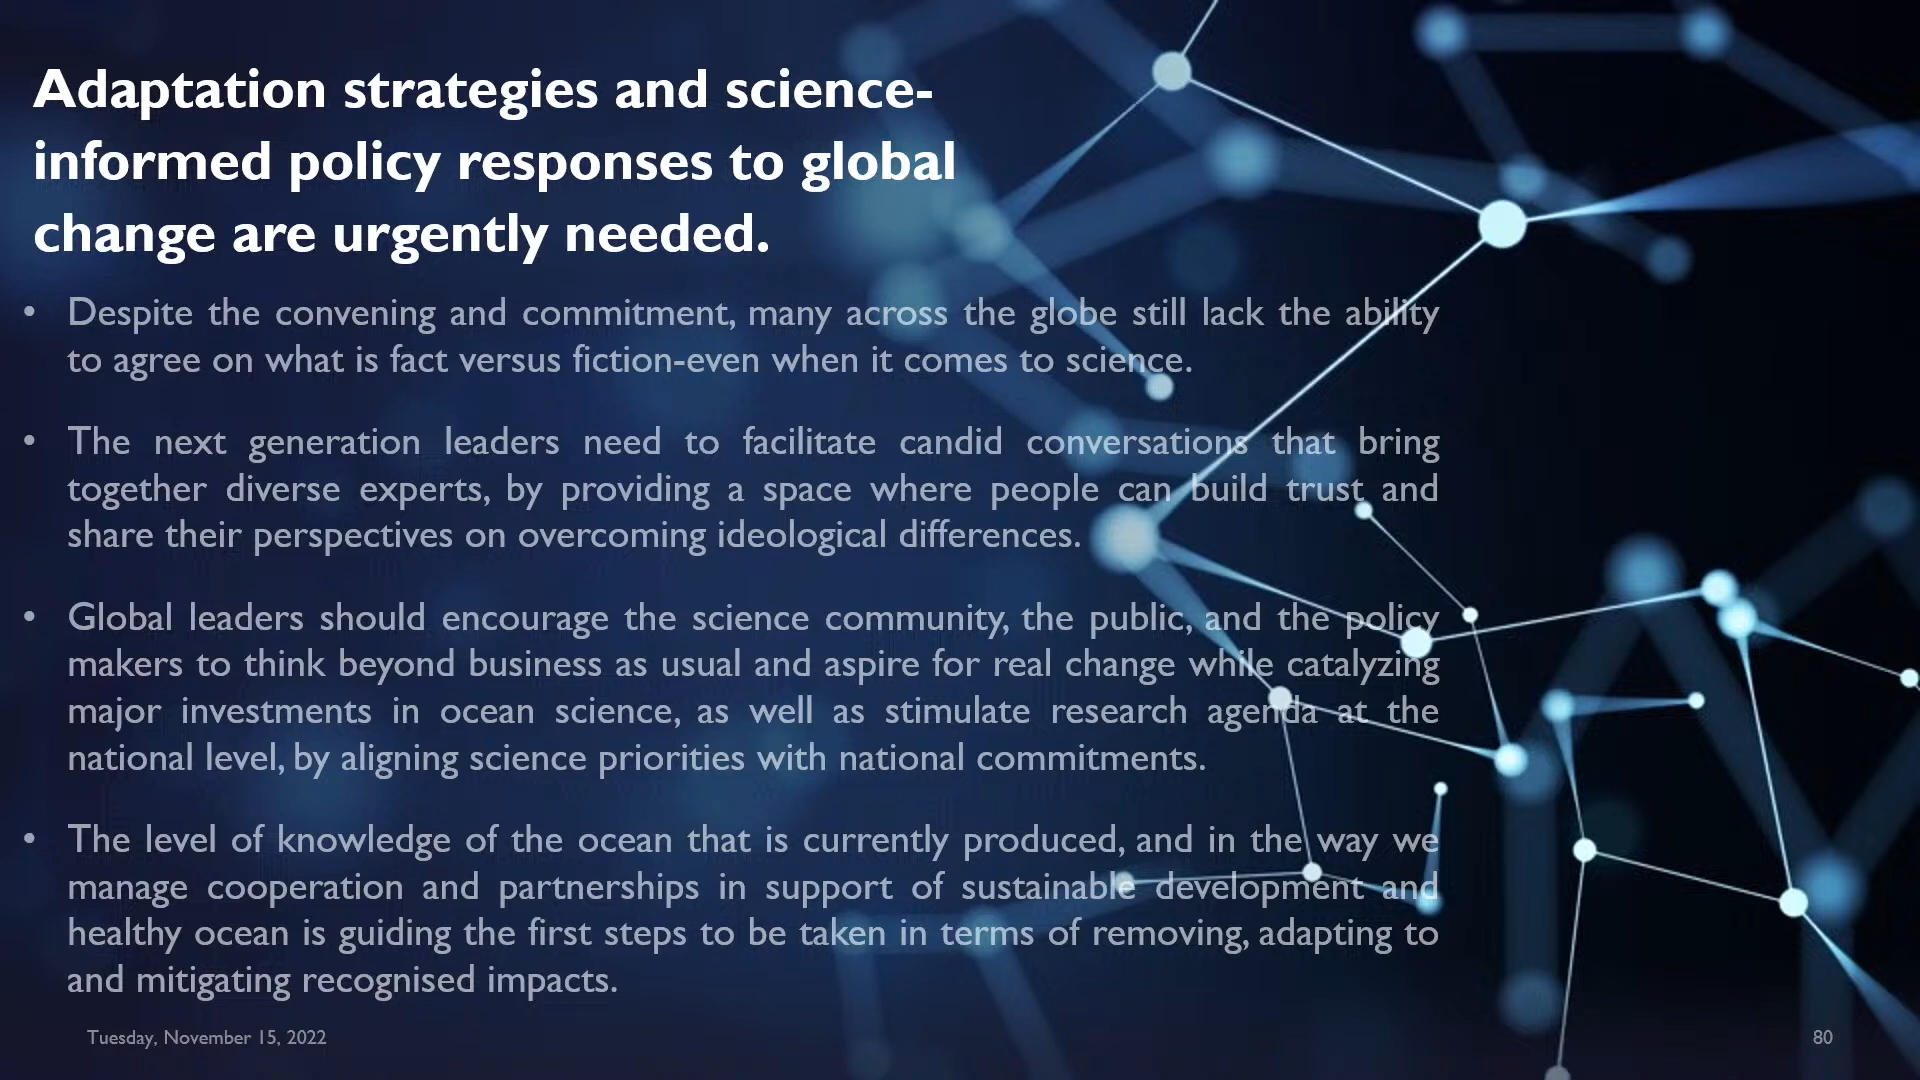 Adaptation strategies and science-
informed policy responses to global
change are urgently needed.
• Despite the convening and commitment, many across the globe still lack the ability
to agree on what is fact versus fiction-even when it comes to science.
• The next generation leaders need to facilitate candid conversations that bring
together diverse experts, by providing a space where people can build trust and
share their perspectives on overcoming ideological differences.
• Global leaders should encourage the science community, the public, and the policy
makers to think beyond business as usual and aspire for real change while catalyzing
major investments in ocean science, as well as stimulate research agenda at the
national level, by aligning science priorities with national commitments.
• The level of knowledge of the ocean that is currently produced, and in the way we
manage cooperation and partnerships in support of sustainable development and
healthy ocean is guiding the first steps to be taken in terms of removing, adapting to
and mitigating recognised impacts.
Tuesday, November 15, 2022
80